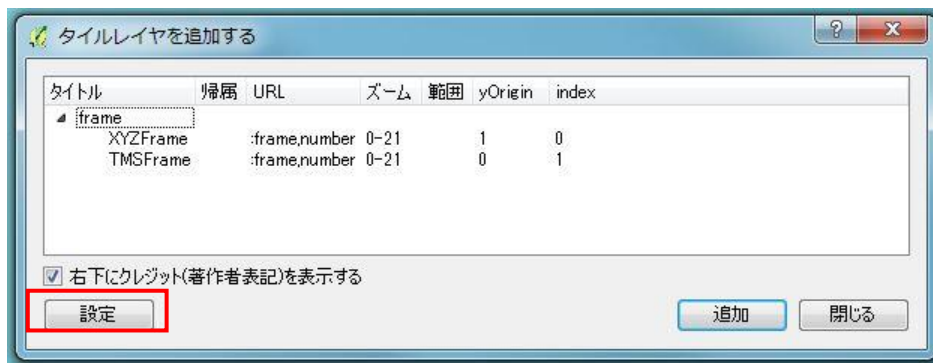 タイルレイヤを追加する
タイトル 帰属 URL ズーム 範囲 yOrigin index
frame
XYZFrame :frame,number 0-21 1 0
TMSFrame :frame,number 0-21 0 1
右下にクレジット(著作者表記)を表示する
設定 追加 閉じる